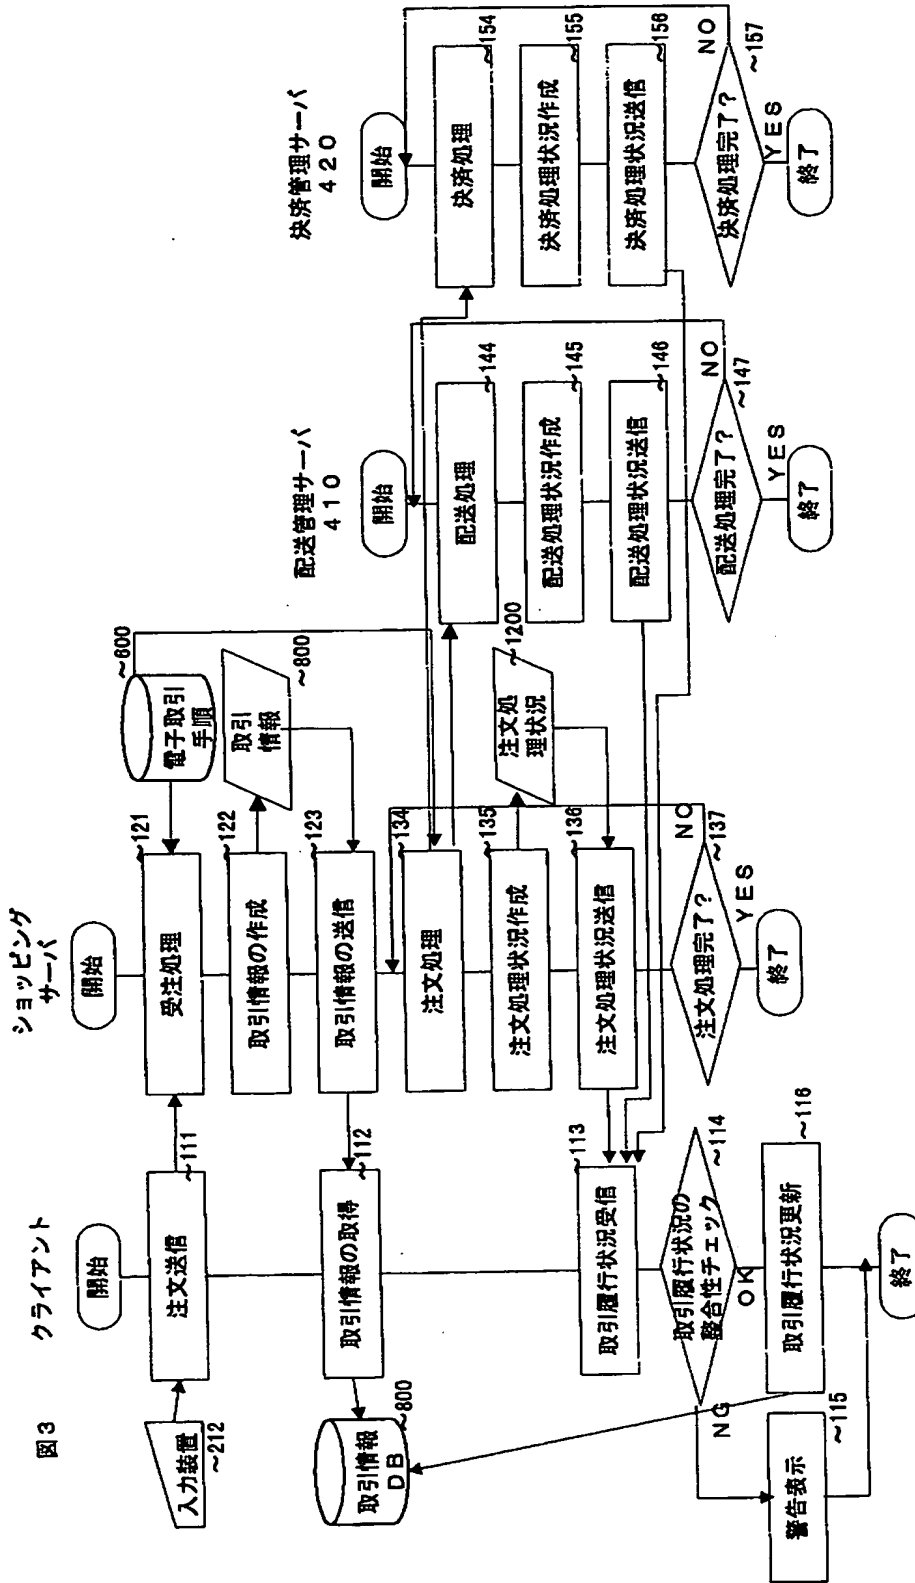 図3
クライアント
開始
入力装置
~212
注文送信
~111
取引情報の取得
~112
取引情報
DB
~800
取引履行状況受信
~113
取引履行状況の
整合性チェック
~114
OK
NG
取引履行状況更新
~116
警告表示
~115
終了
ショッピング
サーバ
開始
受注処理
~121
電子取引
手順
~600
取引情報の作成
~122
取引
情報
~800
取引情報の送信
~123
注文処理
~134
注文処理状況作成
~135
注文処
理状況
~1200
注文処理状況送信
~136
注文処理完了?
~137
NO
YES
終了
配送管理サーバ
410
開始
配送処理
~144
配送処理状況作成
~145
配送処理状況送信
~146
配送処理完了?
~147
NO
YES
終了
決済管理サーバ
420
開始
決済処理
~154
決済処理状況作成
~155
決済処理状況送信
~156
決済処理完了?
~157
NO
YES
終了